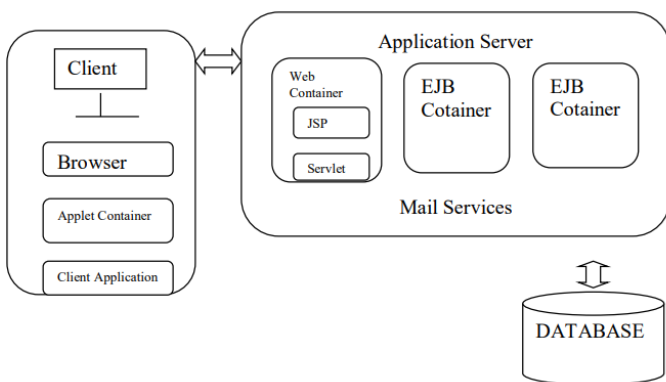 Client
Browser
Applet Container
Client Application
Application Server
Web
Container
JSP
Servlet
EJB
Cotainer
EJB
Cotainer
Mail Services
DATABASE